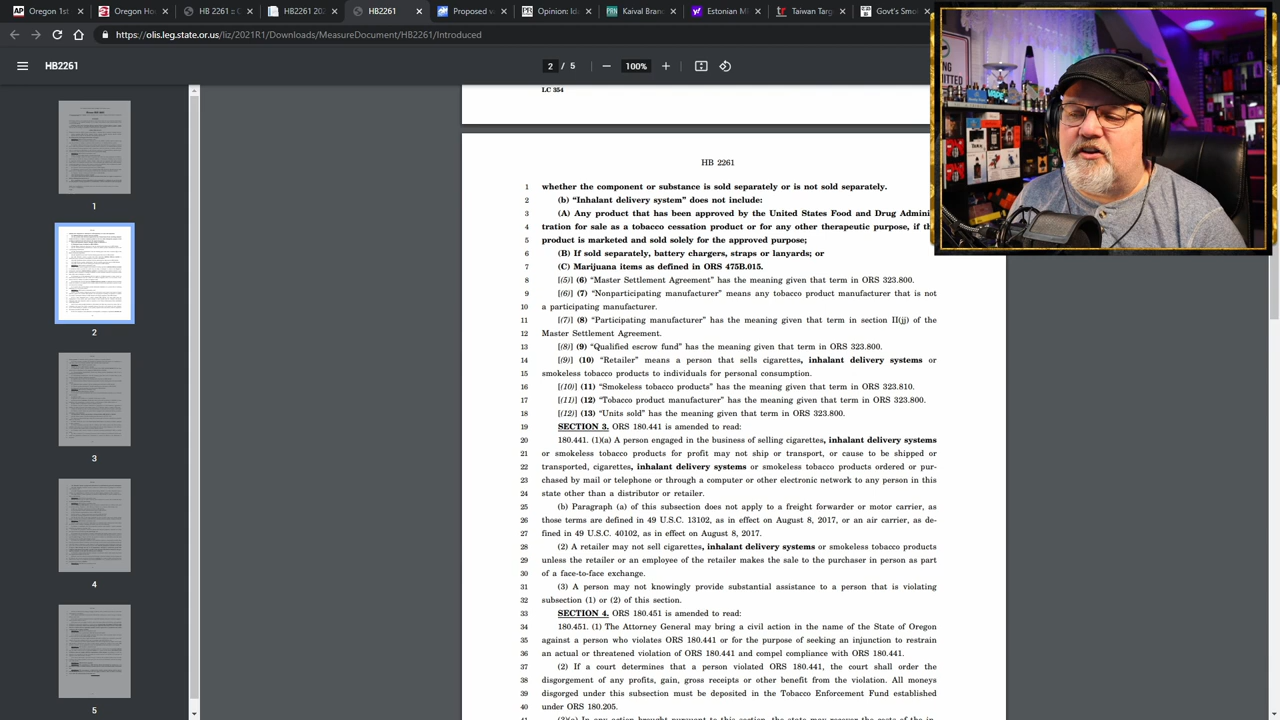 Oregon 1st
Oregon Ho
HB 2261
Opinion
Kaival Bran
Estonian M
Taiwan Tang
https://olis.leg.state.or.us/
Downloads/MeasureDocument/HB2261/Introduced
HB2261
2 / 5
100%
LC 354
HB 2261
1 whether the component or substance is sold separately or is not sold separately.
2 (b) “Inhalant delivery system” does not include:
3 (A) Any product that has been approved by the United States Food and Drug Admini
4 tration for sale as a tobacco cessation product or for any other therapeutic purpose, if th
5 product is marketed and sold solely for the approved purpose;
6 (B) If sold separately, battery chargers, straps or lanyards; or
7 (C) Marijuana items as defined in ORS 475B.015.
8 [(5)] (6) “Master Settlement Agreement” has the meaning given that term in ORS 323.800.
9 [(6)] (7) “Nonparticipating manufacturer” means any tobacco product manufacturer that is not
10 a participating manufacturer.
11 [(7)] (8) “Participating manufacturer” has the meaning given that term in section II(jj) of the
12 Master Settlement Agreement.
13 [(8)] (9) “Qualified escrow fund” has the meaning given that term in ORS 323.800.
14 [(9)] (10) “Retailer” means a person that sells cigarettes, inhalant delivery systems or
15 smokeless tobacco products to individuals for personal consumption.
16 [(10)] (11) “Smokeless tobacco products” has the meaning given that term in ORS 323.810.
17 [(11)] (12) “Tobacco product manufacturer” has the meaning given that term in ORS 323.800.
18 [(12)] (13) “Units sold” has the meaning given that term in ORS 323.800.
19 SECTION 3. ORS 180.441 is amended to read:
20 180.441. (1)(a) A person engaged in the business of selling cigarettes, inhalant delivery systems
21 or smokeless tobacco products for profit may not ship or transport, or cause to be shipped or
22 transported, cigarettes, inhalant delivery systems or smokeless tobacco products ordered or pur-
23 chased by mail or telephone or through a computer or other electronic network to any person in this
24 state other than a distributor or retailer.
25 (b) Paragraph (a) of this subsection does not apply to a freight forwarder or motor carrier, as
26 those terms are defined in 49 U.S.C. 13102, as in effect on August 8, 2017, or an air carrier, as de-
27 fined in 49 U.S.C. 40102, as in effect on August 8, 2017.
28 (2) A retailer may not sell cigarettes, inhalant delivery systems or smokeless tobacco products
29 unless the retailer or an employee of the retailer makes the sale to the purchaser in person as part
30 of a face-to-face exchange.
31 (3) A person may not knowingly provide substantial assistance to a person that is violating
32 subsection (1) or (2) of this section.
33 SECTION 4. ORS 180.451 is amended to read:
34 180.451. (1) The Attorney General may bring a civil action in the name of the State of Oregon
35 against a person who violates ORS 180.441 or for the purpose of seeking an injunction to restrain
36 an actual or threatened violation of ORS 180.441 and compel compliance with ORS 180.441.
37 (2) If a court determines that a person violated ORS 180.441, the court shall order the
38 disgorgement of any profits, gain, gross receipts or other benefit from the violation. All moneys
39 disgorged under this subsection must be deposited in the Tobacco Enforcement Fund established
40 under ORS 180.205.
1
2
3
4
5